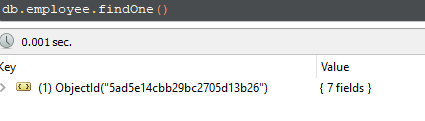 db.employee.findOne()
0.001 sec.
Key Value
(1) ObjectId("5ad5e14cbb29bc2705d13b26") { 7 fields }